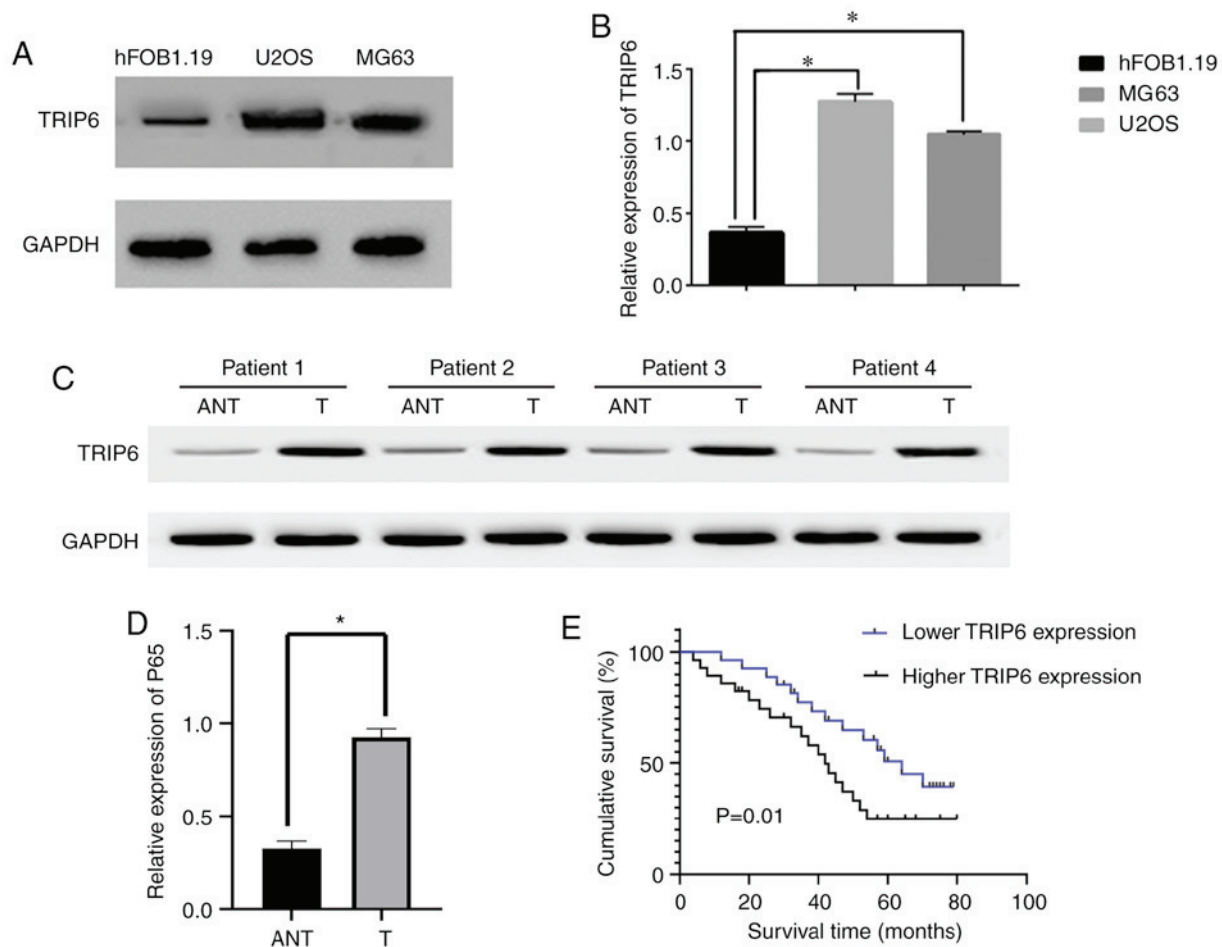 A
hFOB1.19 U2OS MG63
TRIP6
GAPDH
B
Relative expression of TRIP6
1.5
1.0
0.5
0.0
*
*
hFOB1.19
MG63
U2OS
C
Patient 1 Patient 2 Patient 3 Patient 4
ANT T ANT T ANT T ANT T
TRIP6
GAPDH
D
Relative expression of P65
1.5
1.0
0.5
0.0
*
ANT T
E
Lower TRIP6 expression
Higher TRIP6 expression
Cumulative survival (%)
100
50
0
P=0.01
0 20 40 60 80 100
Survival time (months)